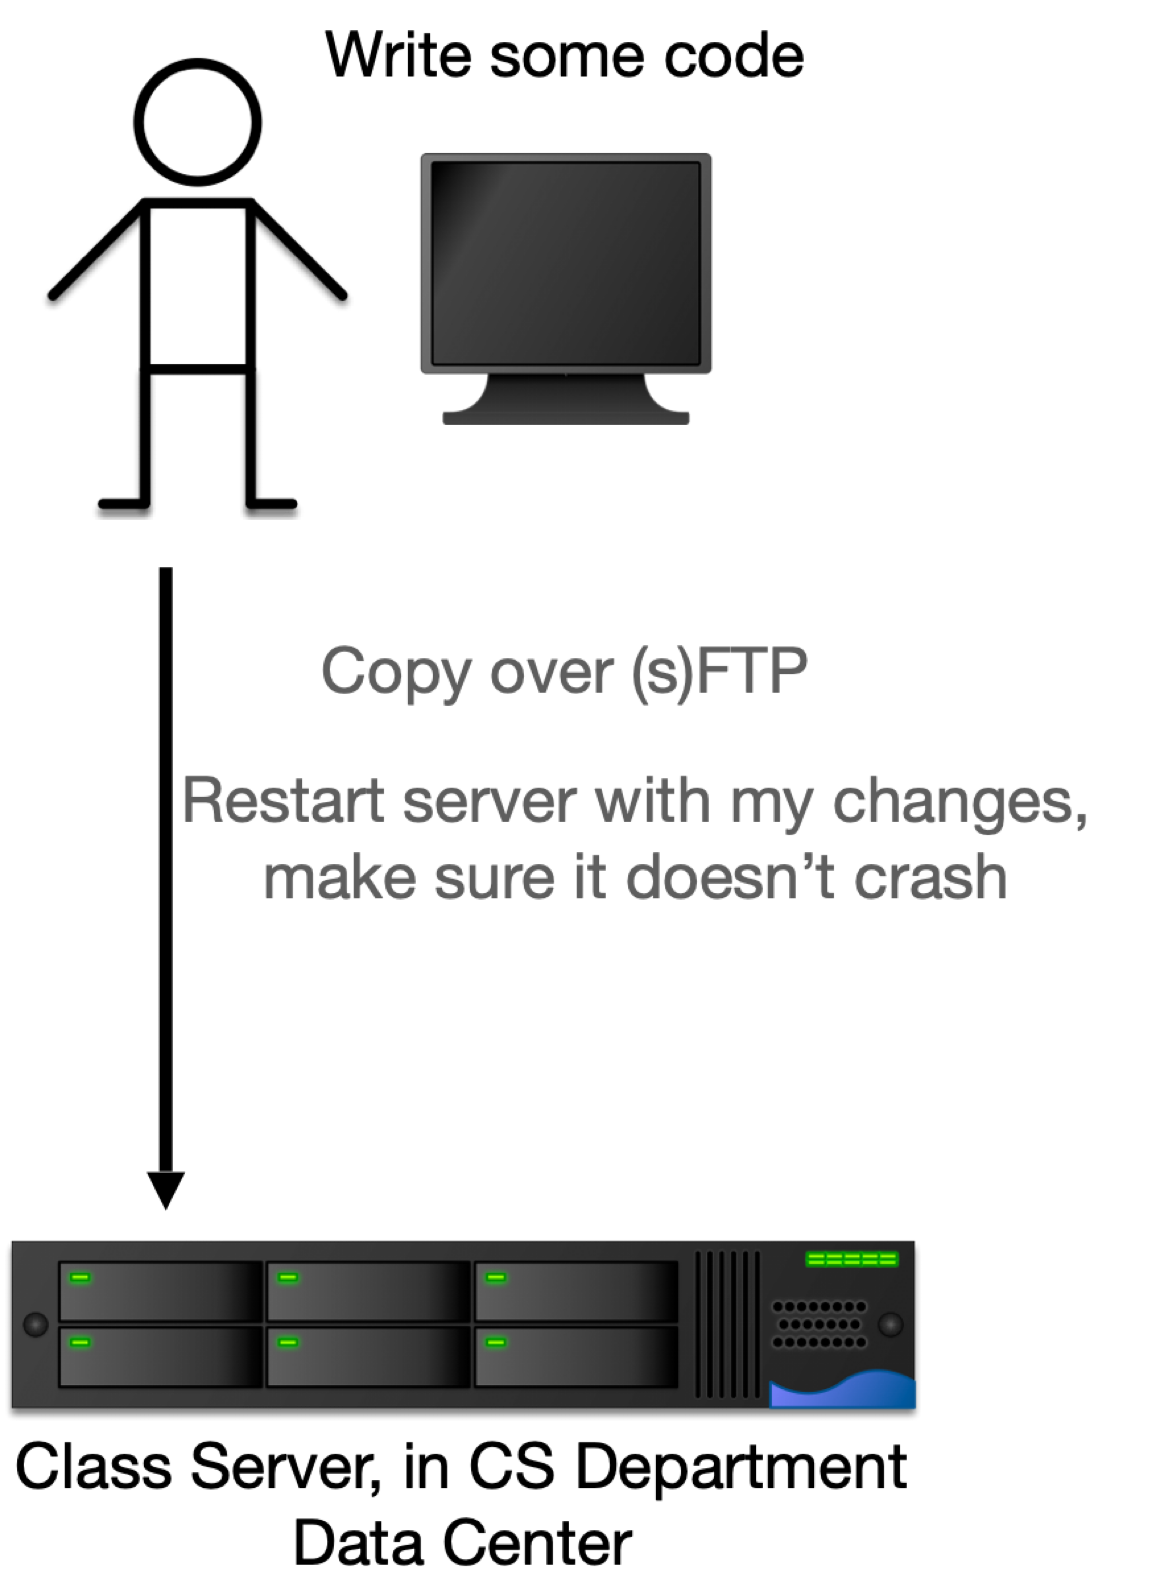 Write some code
Copy over (s)FTP
Restart server with my changes,
make sure it doesn’t crash
Class Server, in CS Department
Data Center